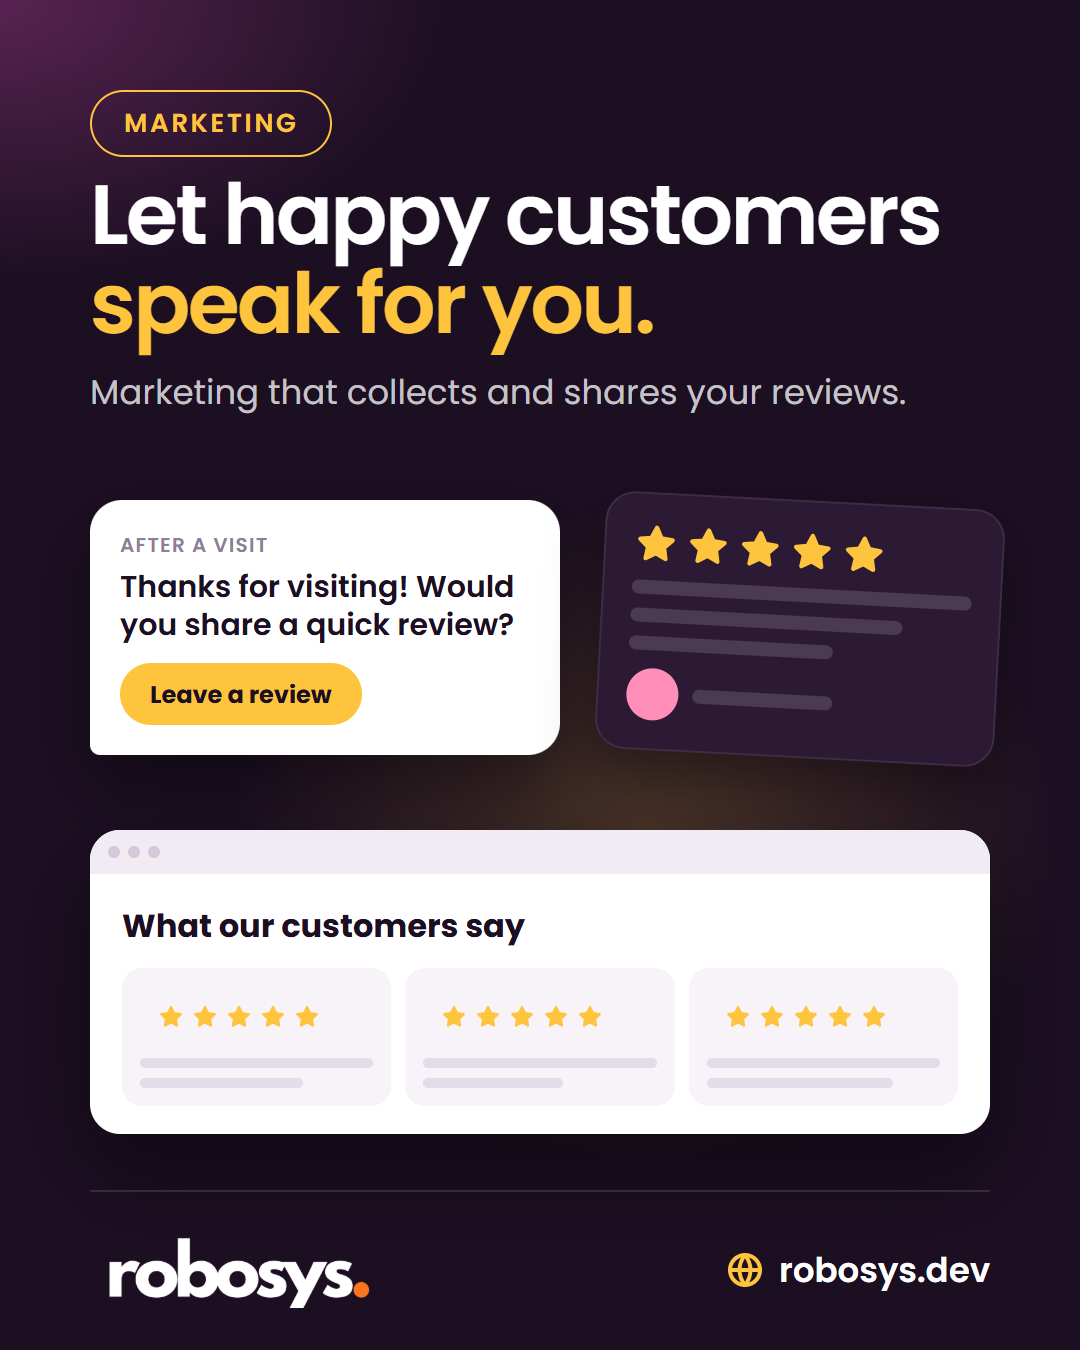 MARKETING
Let happy customers
speak for you.
Marketing that collects and shares your reviews.
AFTER A VISIT
Thanks for visiting! Would
you share a quick review?
Leave a review
What our customers say
robosys.
robosys.dev